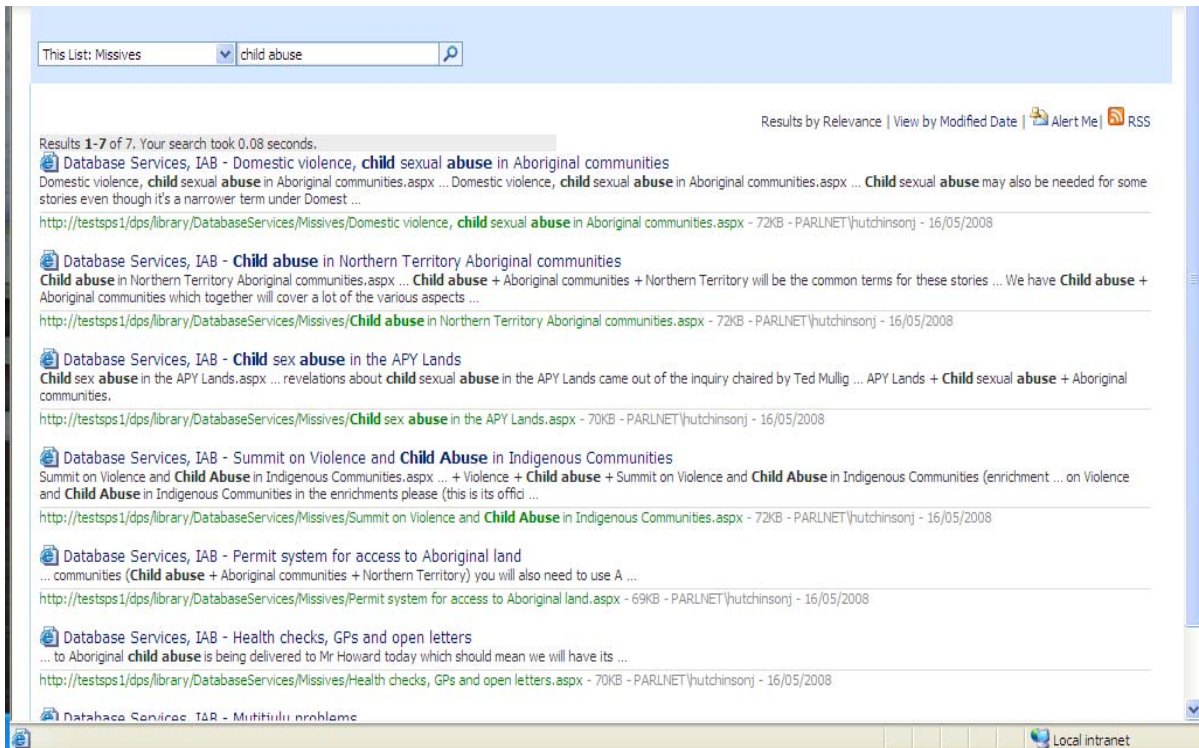 This List: Missives child abuse
Results by Relevance | View by Modified Date | Alert Me | RSS
Results 1-7 of 7. Your search took 0.08 seconds.
Database Services, IAB - Domestic violence, child sexual abuse in Aboriginal communities
Domestic violence, child sexual abuse in Aboriginal communities.aspx ... Domestic violence, child sexual abuse in Aboriginal communities.aspx ... Child sexual abuse may also be needed for some
stories even though it's a narrower term under Domest ...
http://testsps1/dps/library/DatabaseServices/Missives/Domestic violence, child sexual abuse in Aboriginal communities.aspx - 72KB - PARLNET\hutchinsonj - 16/05/2008
Database Services, IAB - Child abuse in Northern Territory Aboriginal communities
Child abuse in Northern Territory Aboriginal communities.aspx ... Child abuse + Aboriginal communities + Northern Territory will be the common terms for these stories ... We have Child abuse +
Aboriginal communities which together will cover a lot of the various aspects ...
http://testsps1/dps/library/DatabaseServices/Missives/Child abuse in Northern Territory Aboriginal communities.aspx - 72KB - PARLNET\hutchinsonj - 16/05/2008
Database Services, IAB - Child sex abuse in the APY Lands
Child sex abuse in the APY Lands.aspx ... revelations about child sexual abuse in the APY Lands came out of the inquiry chaired by Ted Mullig ... APY Lands + Child sexual abuse + Aboriginal
communities.
http://testsps1/dps/library/DatabaseServices/Missives/Child sex abuse in the APY Lands.aspx - 70KB - PARLNET\hutchinsonj - 16/05/2008
Database Services, IAB - Summit on Violence and Child Abuse in Indigenous Communities
Summit on Violence and Child Abuse in Indigenous Communities.aspx ... + Violence + Child abuse + Summit on Violence and Child Abuse in Indigenous Communities (enrichment ... on Violence
and Child Abuse in Indigenous Communities in the enrichments please (this is its offici ...
http://testsps1/dps/library/DatabaseServices/Missives/Summit on Violence and Child Abuse in Indigenous Communities.aspx - 72KB - PARLNET\hutchinsonj - 16/05/2008
Database Services, IAB - Permit system for access to Aboriginal land
... communities (Child abuse + Aboriginal communities + Northern Territory) you will also need to use A ...
http://testsps1/dps/library/DatabaseServices/Missives/Permit system for access to Aboriginal land.aspx - 69KB - PARLNET\hutchinsonj - 16/05/2008
Database Services, IAB - Health checks, GPs and open letters
... to Aboriginal child abuse is being delivered to Mr Howard today which should mean we will have its ...
http://testsps1/dps/library/DatabaseServices/Missives/Health checks, GPs and open letters.aspx - 70KB - PARLNET\hutchinsonj - 16/05/2008
Database Services, IAB - Mutitjulu problems
Local intranet